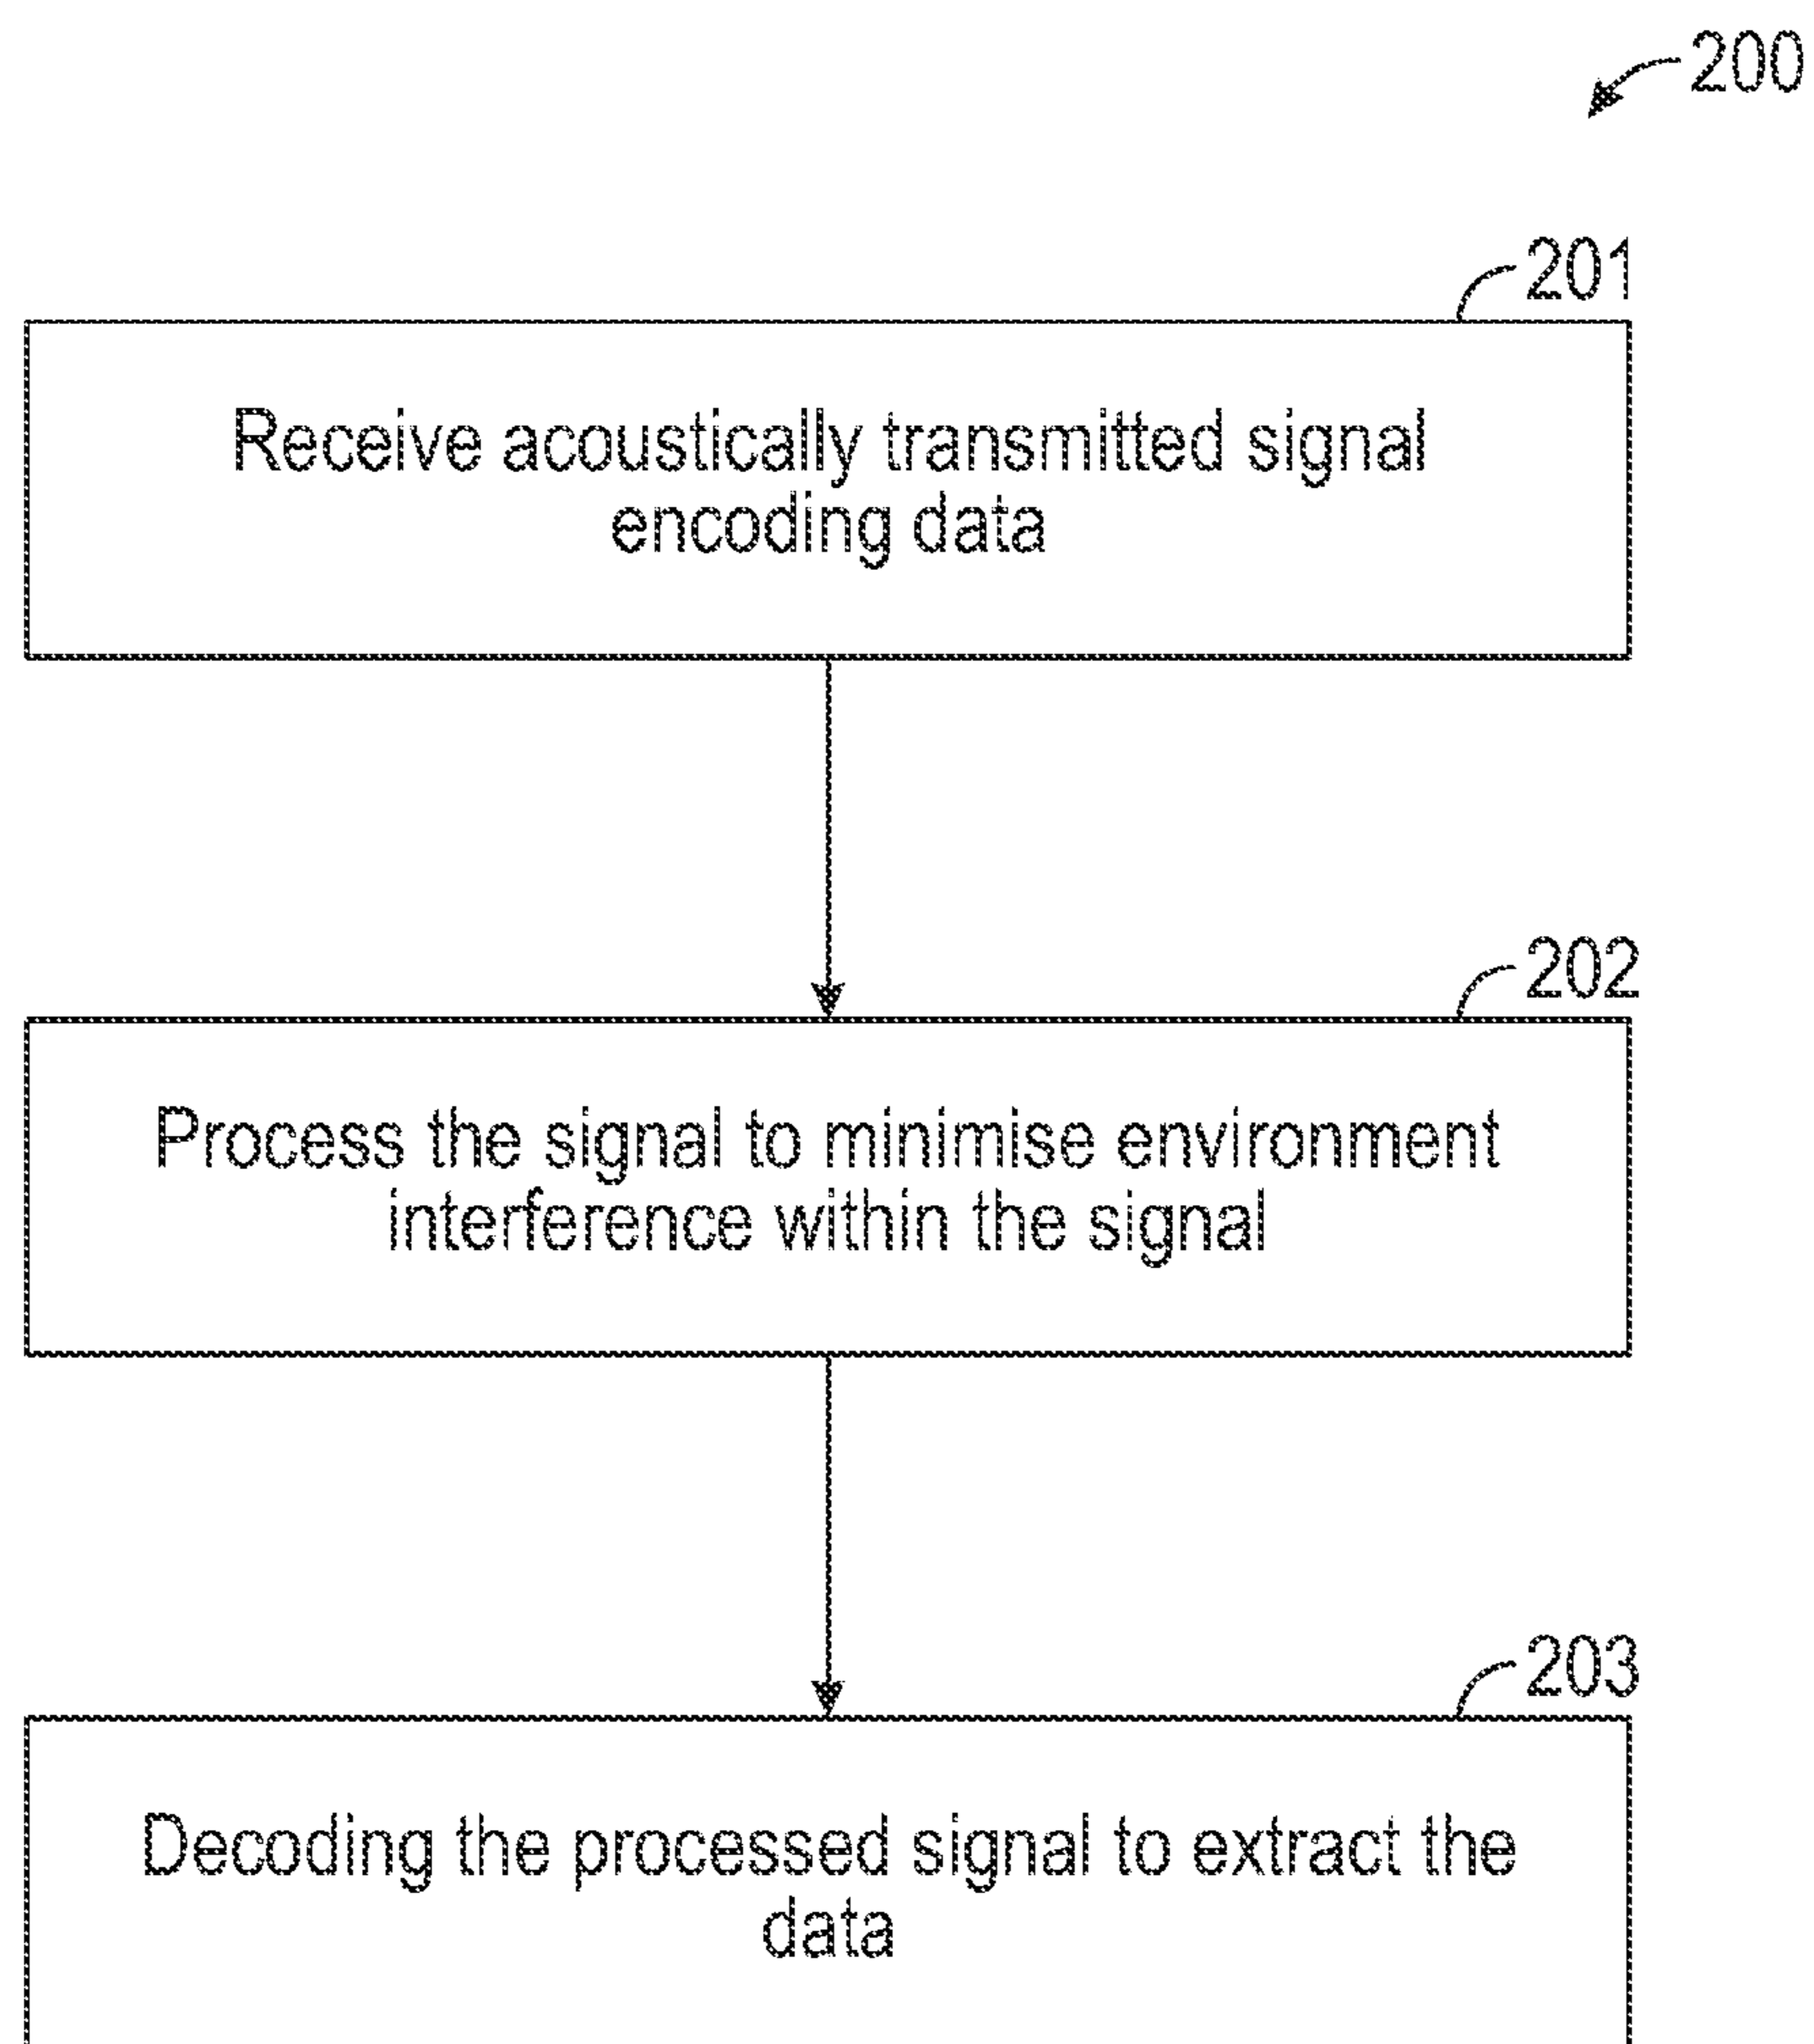 200
201
Receive acoustically transmitted signal
encoding data
202
Process the signal to minimise environment
interference within the signal
203
Decoding the processed signal to extract the
data